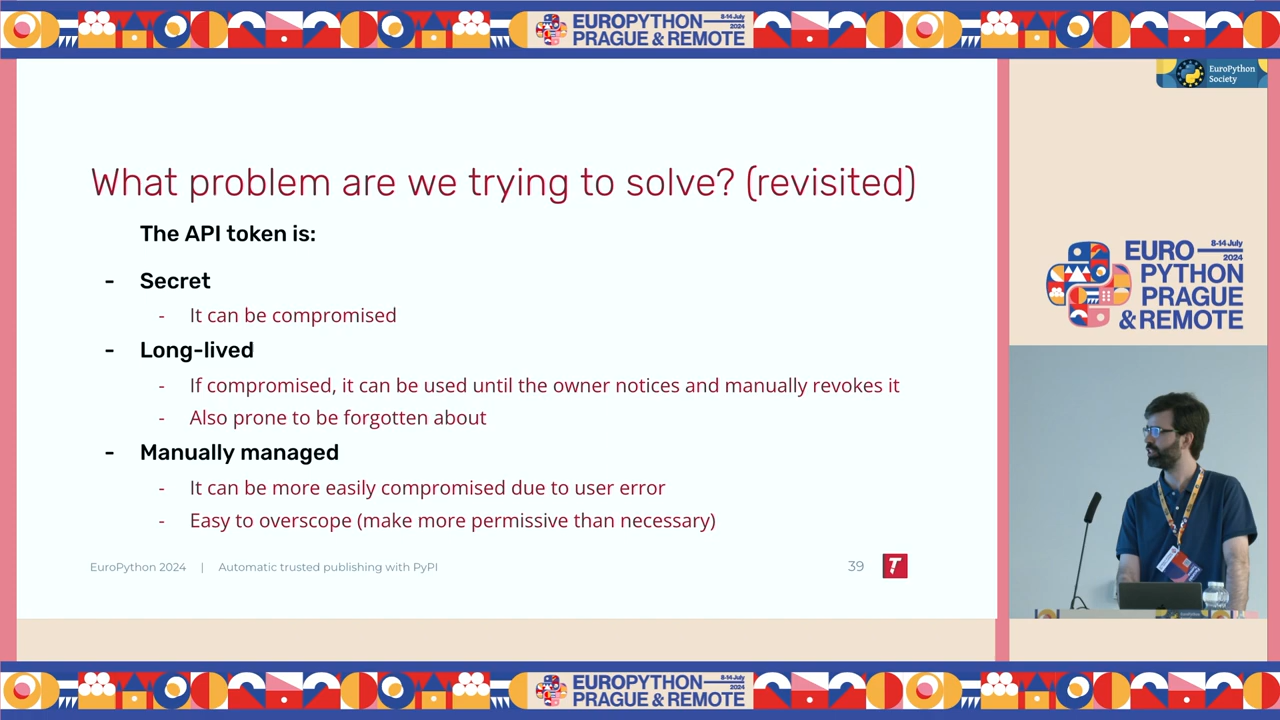 EUROPYTHON
8-14 July
2024
PRAGUE & REMOTE
EuroPython
Society
What problem are we trying to solve? (revisited)
The API token is:
- Secret
- It can be compromised
- Long-lived
- If compromised, it can be used until the owner notices and manually revokes it
- Also prone to be forgotten about
- Manually managed
- It can be more easily compromised due to user error
- Easy to overscope (make more permissive than necessary)
EuroPython 2024 | Automatic trusted publishing with PyPI
39
T
EURO
8-14 July
2024
PYTHON
PRAGUE
& REMOTE
EUROPYTHON
8-14 July
2024
PRAGUE & REMOTE